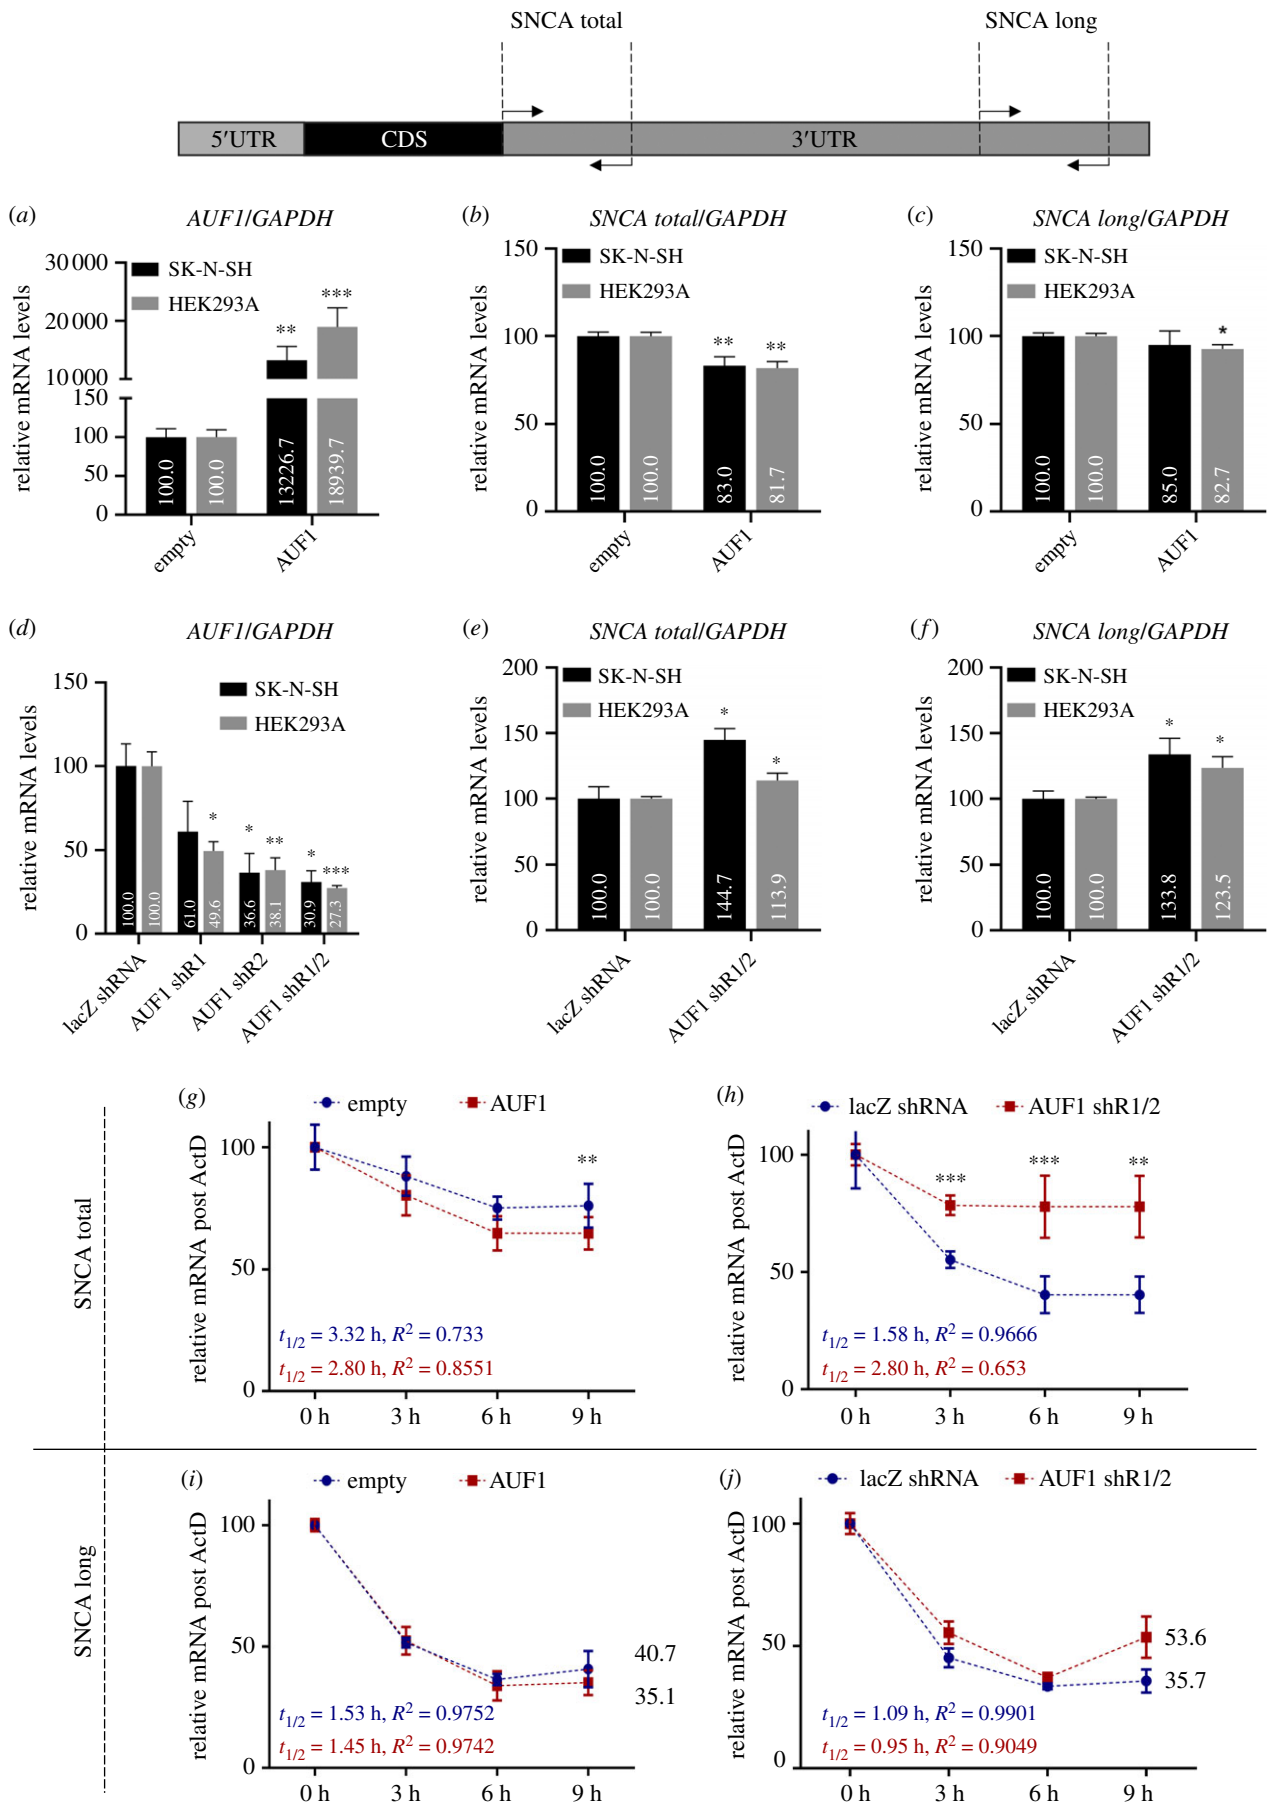 SNCA total SNCA long
5′UTR CDS 3′UTR
(a) AUF1/GAPDH
relative mRNA levels
30 000
20 000
10 000
150
100
50
0
SK-N-SH
HEK293A
** ***
100.0 100.0 13226.7 18939.7
empty AUF1
(b) SNCA total/GAPDH
relative mRNA levels
150
100
50
0
SK-N-SH
HEK293A
** **
100.0 100.0 83.0 81.7
empty AUF1
(c) SNCA long/GAPDH
relative mRNA levels
150
100
50
0
SK-N-SH
HEK293A
*
100.0 100.0 85.0 82.7
empty AUF1
(d) AUF1/GAPDH
relative mRNA levels
150
100
50
0
SK-N-SH
HEK293A
* * ** * ***
100.0 100.0 61.0 49.6 36.6 38.1 30.9 27.3
lacZ shRNA AUF1 shR1 AUF1 shR2 AUF1 shR1/2
(e) SNCA total/GAPDH
relative mRNA levels
200
150
100
50
0
SK-N-SH
HEK293A
* *
100.0 100.0 144.7 113.9
lacZ shRNA AUF1 shR1/2
(f) SNCA long/GAPDH
relative mRNA levels
200
150
100
50
0
SK-N-SH
HEK293A
* *
100.0 100.0 133.8 123.5
lacZ shRNA AUF1 shR1/2
SNCA total
(g) empty AUF1
relative mRNA post ActD
100
50
0
**
t1/2 = 3.32 h, R2 = 0.733
t1/2 = 2.80 h, R2 = 0.8551
0 h 3 h 6 h 9 h
(h) lacZ shRNA AUF1 shR1/2
relative mRNA post ActD
100
50
0
*** *** **
t1/2 = 1.58 h, R2 = 0.9666
t1/2 = 2.80 h, R2 = 0.653
0 h 3 h 6 h 9 h
SNCA long
(i) empty AUF1
relative mRNA post ActD
100
50
0
40.7
35.1
t1/2 = 1.53 h, R2 = 0.9752
t1/2 = 1.45 h, R2 = 0.9742
0 h 3 h 6 h 9 h
(j) lacZ shRNA AUF1 shR1/2
relative mRNA post ActD
100
50
0
53.6
35.7
t1/2 = 1.09 h, R2 = 0.9901
t1/2 = 0.95 h, R2 = 0.9049
0 h 3 h 6 h 9 h